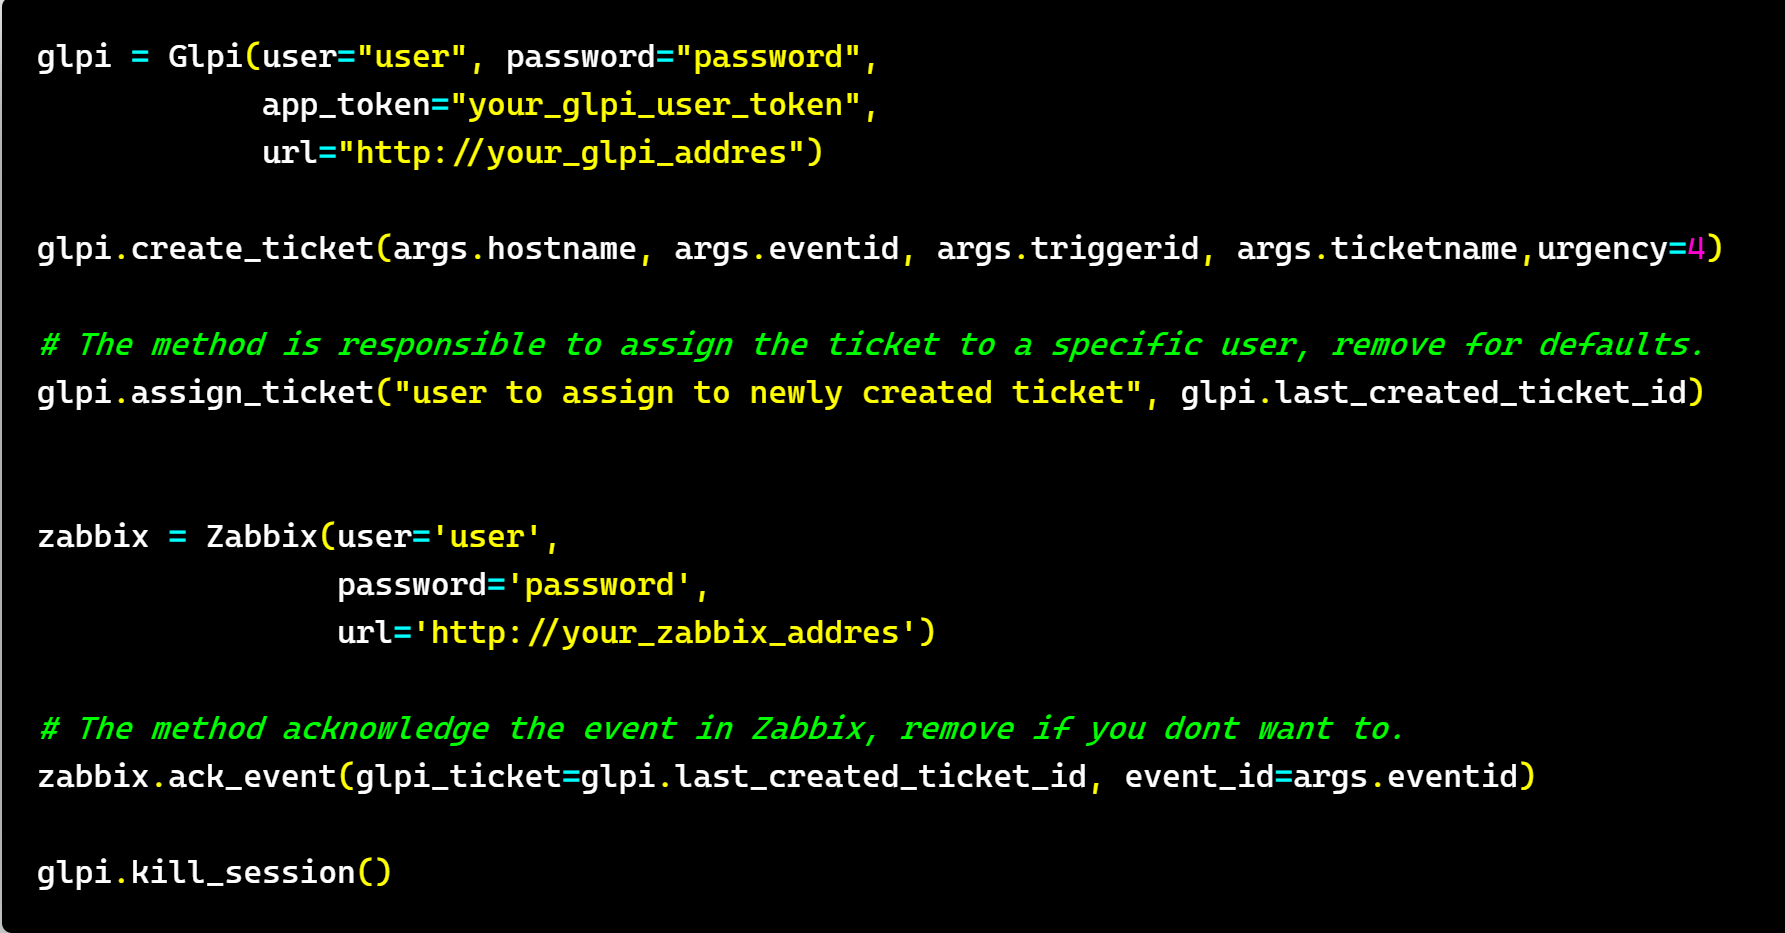 glpi = Glpi(user="user", password="password",
app_token="your_glpi_user_token",
url="http://your_glpi_addres")
glpi.create_ticket(args.hostname, args.eventid, args.triggerid, args.ticketname,urgency=4)
# The method is responsible to assign the ticket to a specific user, remove for defaults.
glpi.assign_ticket("user to assign to newly created ticket", glpi.last_created_ticket_id)
zabbix = Zabbix(user='user',
password='password',
url='http://your_zabbix_addres')
# The method acknowledge the event in Zabbix, remove if you dont want to.
zabbix.ack_event(glpi_ticket=glpi.last_created_ticket_id, event_id=args.eventid)
glpi.kill_session()